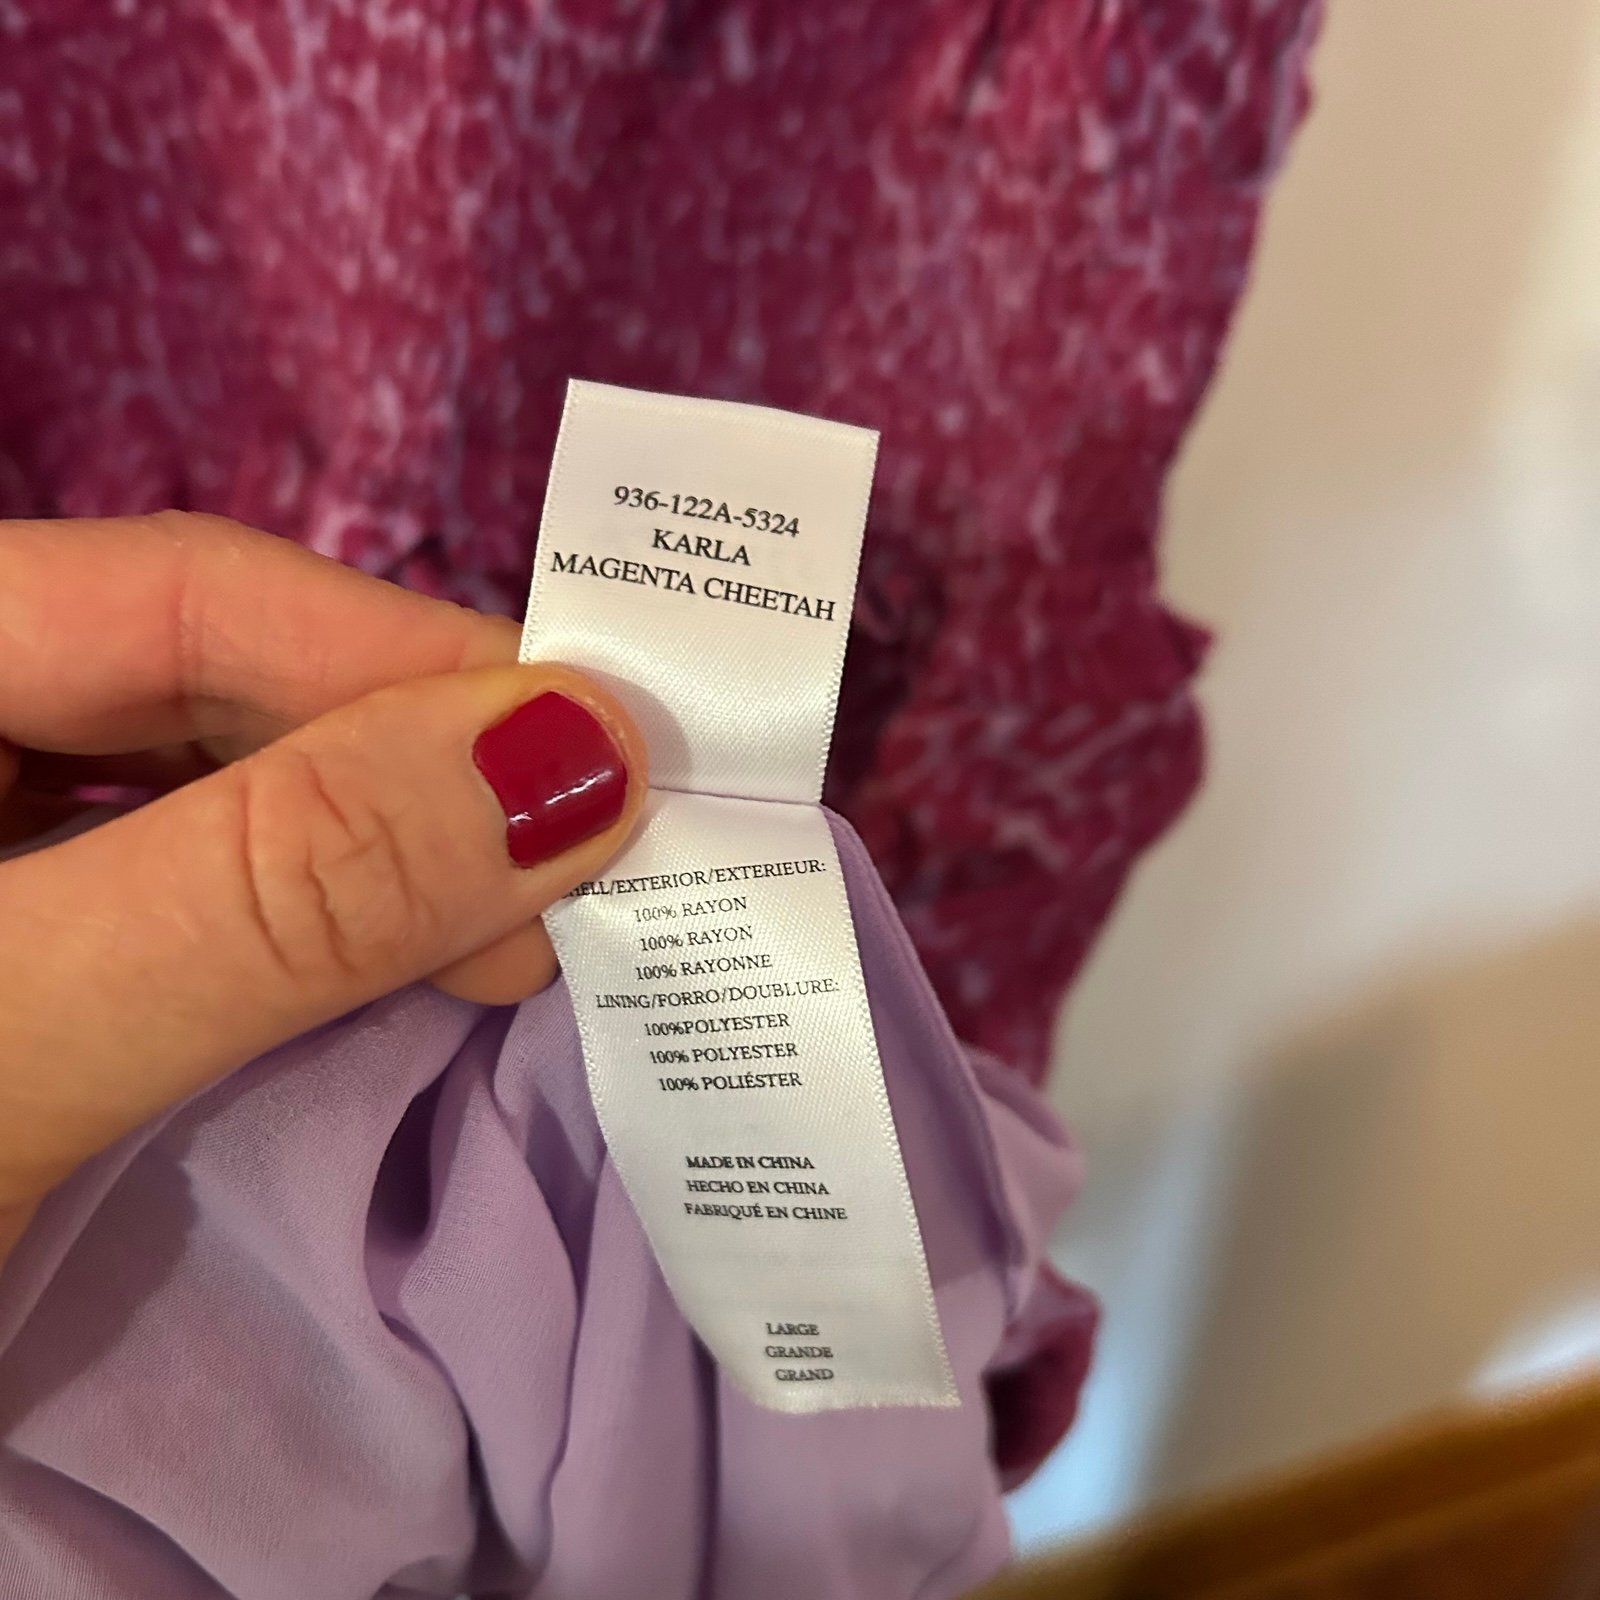 936-122A-5324
KARLA
MAGENTA CHEETAH
SHELL/EXTERIOR/EXTERIEUR:
100% RAYON
100% RAYON
100% RAYONNE
LINING/FORRO/DOUBLURE:
100%POLYESTER
100% POLYESTER
100% POLIÉSTER
MADE IN CHINA
HECHO EN CHINA
FABRIQUÉ EN CHINE
LARGE
GRANDE
GRAND